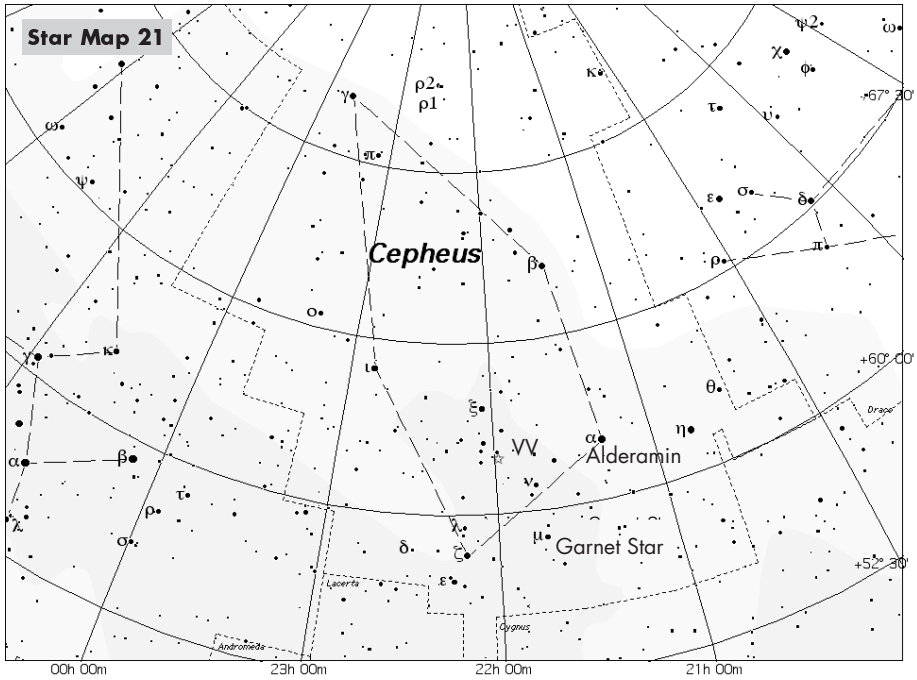 Star Map 21
ψ2
ω
χ
φ
κ
ρ2
ρ1
γ
+67° 30'
τ
υ
ω
π
ψ
ε
σ
δ
π
ρ
Cepheus
β
ο
γ
κ
ι
+60° 00'
θ
ξ
Draco
η
VV
α
Alderamin
α
β
ν
τ
ρ
χ
λ
μ
Garnet Star
σ
δ
ζ
+52° 30'
ε
Lacerta
Cygnus
Andromeda
00h 00m
23h 00m
22h 00m
21h 00m